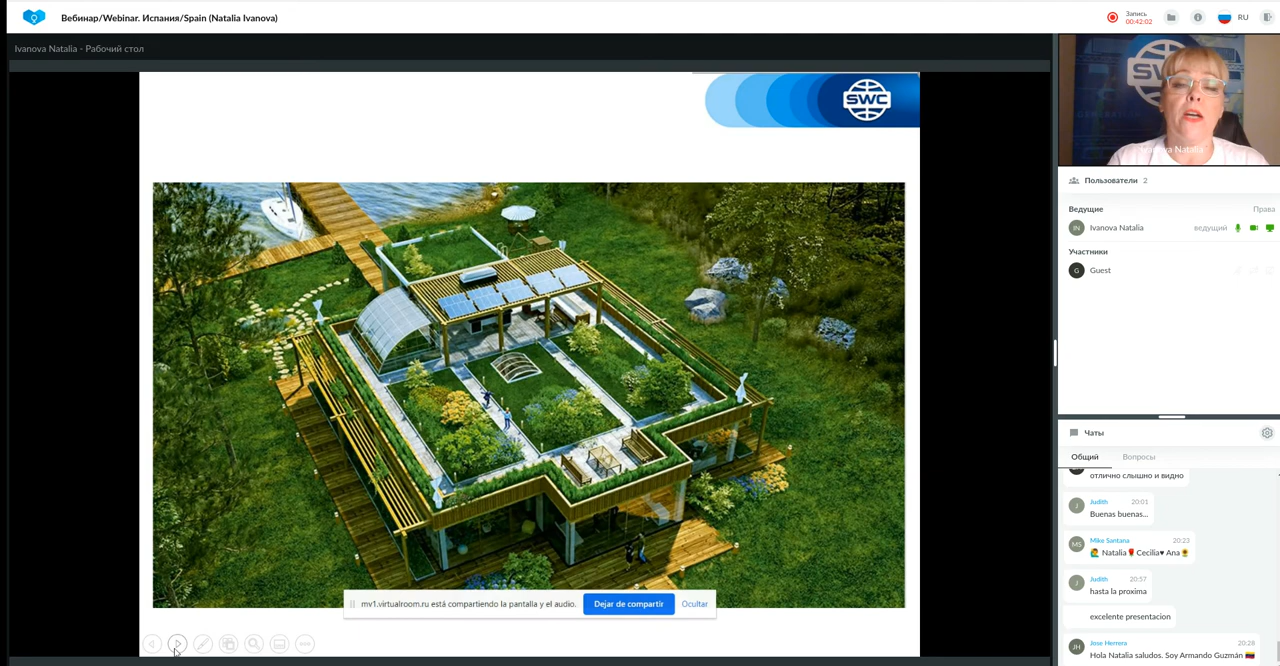 Вебинар/Webinar. Испания/Spain (Natalia Ivanova)
Запись
00:42:02
RU
Ivanova Natalia - Рабочий стол
SWC
Ivanova Natalia
Пользователи 2
Ведущие Права
IN Ivanova Natalia ведущий
Участники
G Guest
Чаты
Общий Вопросы
отлично слышно и видно
J Judith 20:01
Buenas buenas...
MS Mike Santana 20:23
🙋‍♂️ Natalia🌹Cecilia♥ Ana🌻
J Judith 20:57
hasta la proxima
excelente presentacion
JH Jose Herrera 20:28
Hola Natalia saludos. Soy Armando Guzmán 🇻🇪
mv1.virtualroom.ru está compartiendo la pantalla y el audio. Dejar de compartir Ocultar